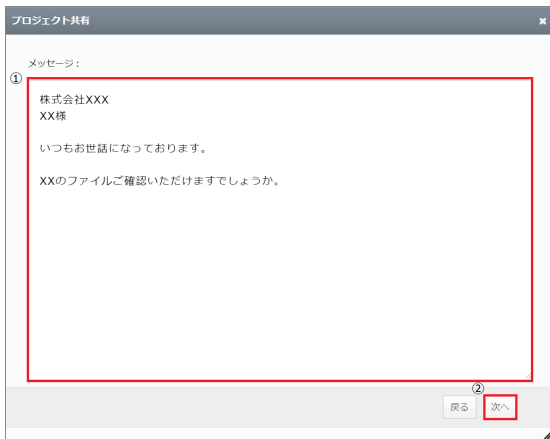 プロジェクト共有
メッセージ：
①
株式会社XXX
XX様
いつもお世話になっております。
XXのファイルご確認いただけますでしょうか。
②
戻る 次へ